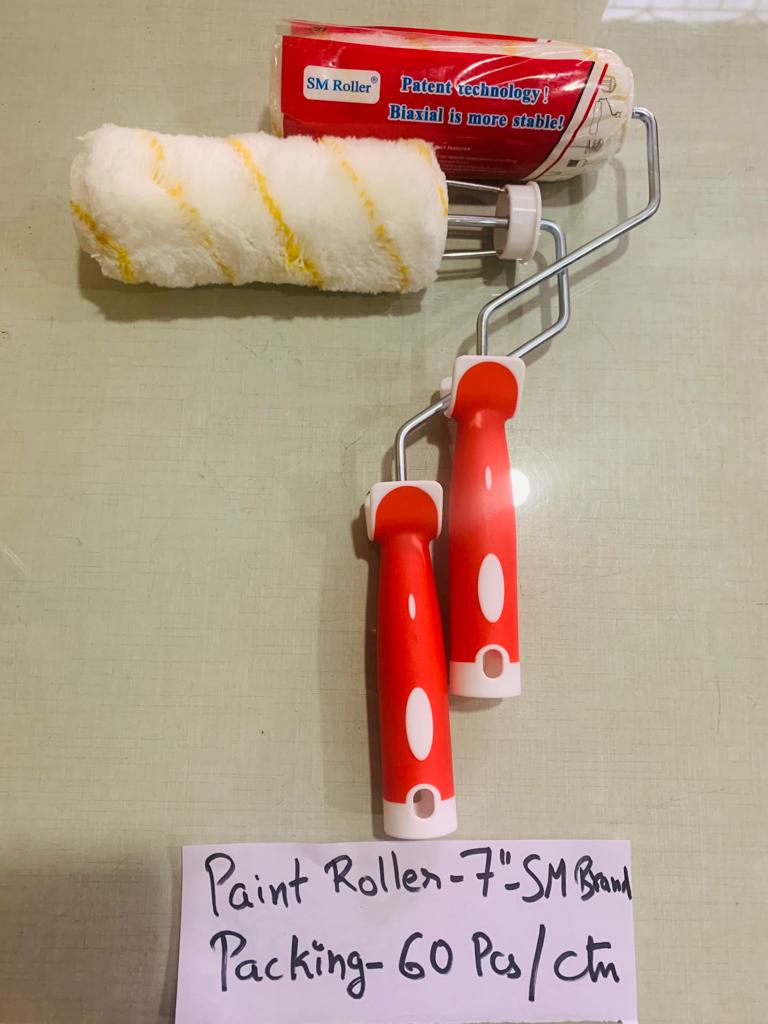 SM Roller®
Patent technology!
Biaxial is more stable!
Paint Roller-7"-SM Brand
Packing-60 Pcs/ctn